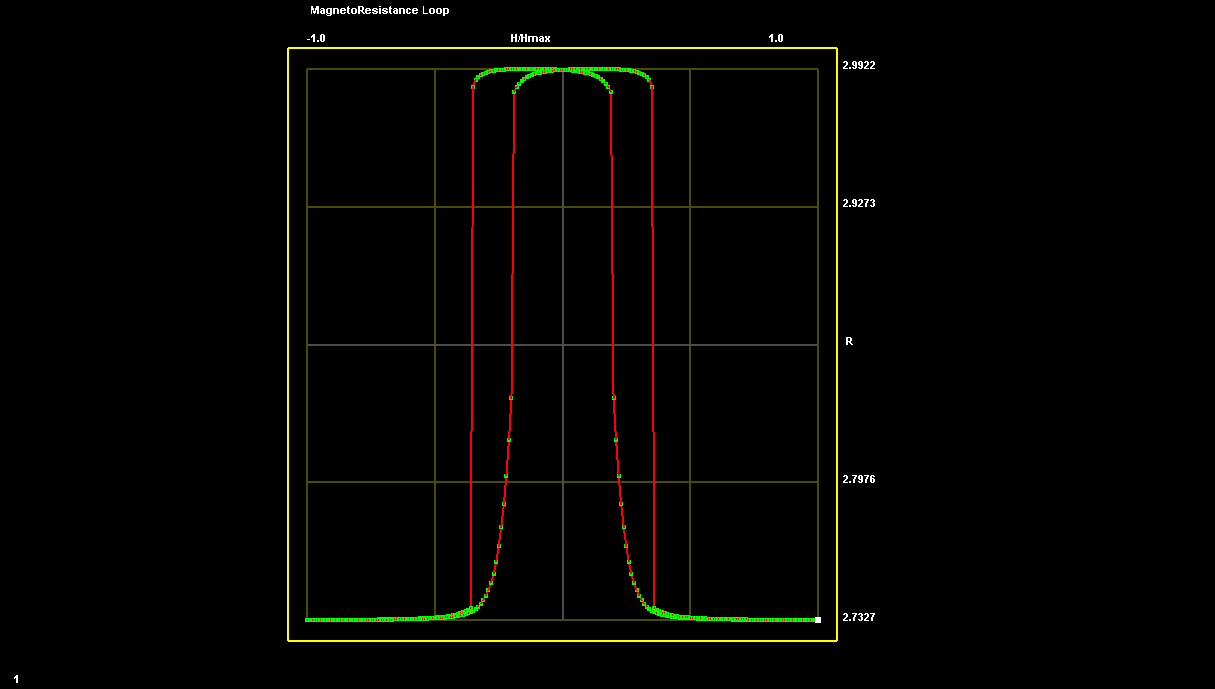 MagnetoResistance Loop
-1.0 H/Hmax 1.0
2.9922
2.9273
R
2.7976
2.7327
1